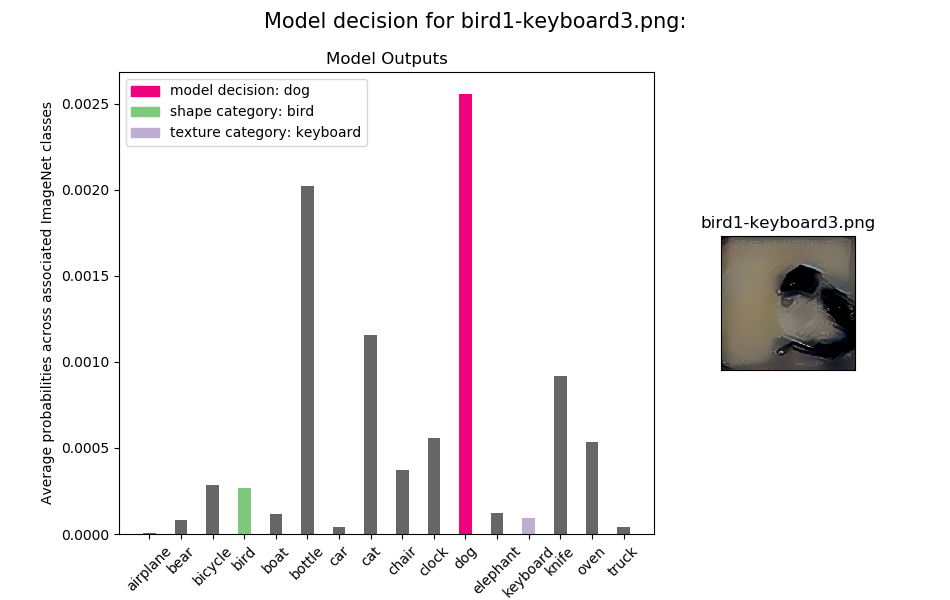 Model decision for bird1-keyboard3.png:
Model Outputs
model decision: dog
shape category: bird
texture category: keyboard
Average probabilities across associated ImageNet classes
0.0025
0.0020
0.0015
0.0010
0.0005
0.0000
airplane
bear
bicycle
bird
boat
bottle
car
cat
chair
clock
dog
elephant
keyboard
knife
oven
truck
bird1-keyboard3.png